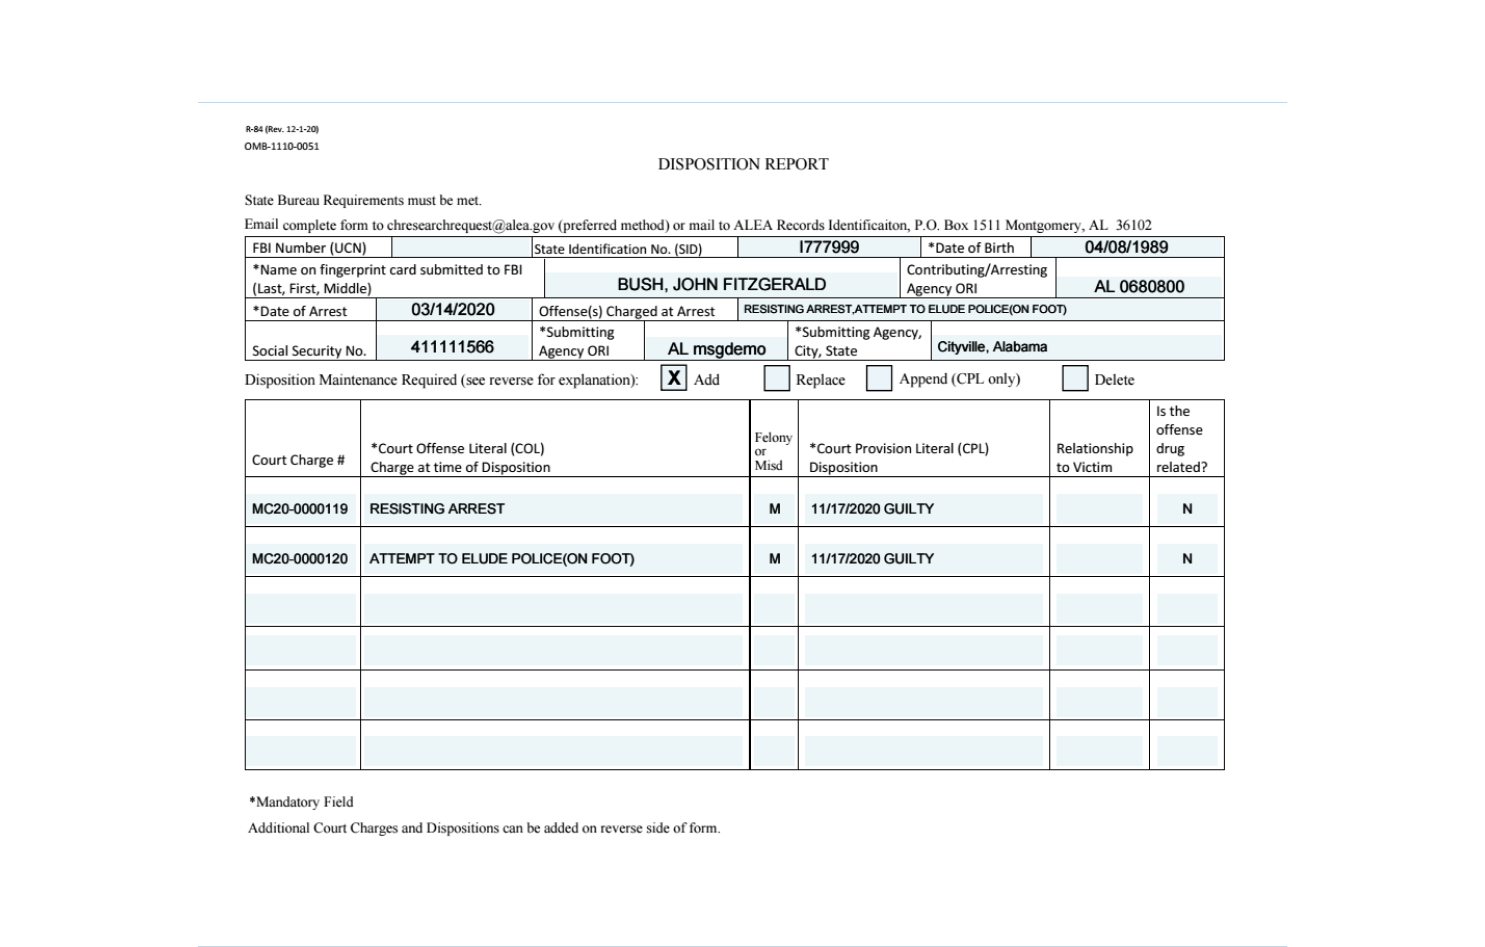 R-84 (Rev. 12-1-20)
OMB-1110-0051
DISPOSITION REPORT
State Bureau Requirements must be met.
Email complete form to chresearchrequest@alea.gov (preferred method) or mail to ALEA Records Identificaiton, P.O. Box 1511 Montgomery, AL 36102
FBI Number (UCN) State Identification No. (SID) I777999 *Date of Birth 04/08/1989
*Name on fingerprint card submitted to FBI
(Last, First, Middle) BUSH, JOHN FITZGERALD Contributing/Arresting
Agency ORI AL 0680800
*Date of Arrest 03/14/2020 Offense(s) Charged at Arrest RESISTING ARREST,ATTEMPT TO ELUDE POLICE(ON FOOT)
Social Security No. 411111566 *Submitting
Agency ORI AL msgdemo *Submitting Agency,
City, State Cityville, Alabama
Disposition Maintenance Required (see reverse for explanation): X Add Replace Append (CPL only) Delete
Court Charge #
*Court Offense Literal (COL)
Charge at time of Disposition
Felony
or
Misd
*Court Provision Literal (CPL)
Disposition
Relationship
to Victim
Is the
offense
drug
related?
MC20-0000119 RESISTING ARREST M 11/17/2020 GUILTY N
MC20-0000120 ATTEMPT TO ELUDE POLICE(ON FOOT) M 11/17/2020 GUILTY N
*Mandatory Field
Additional Court Charges and Dispositions can be added on reverse side of form.